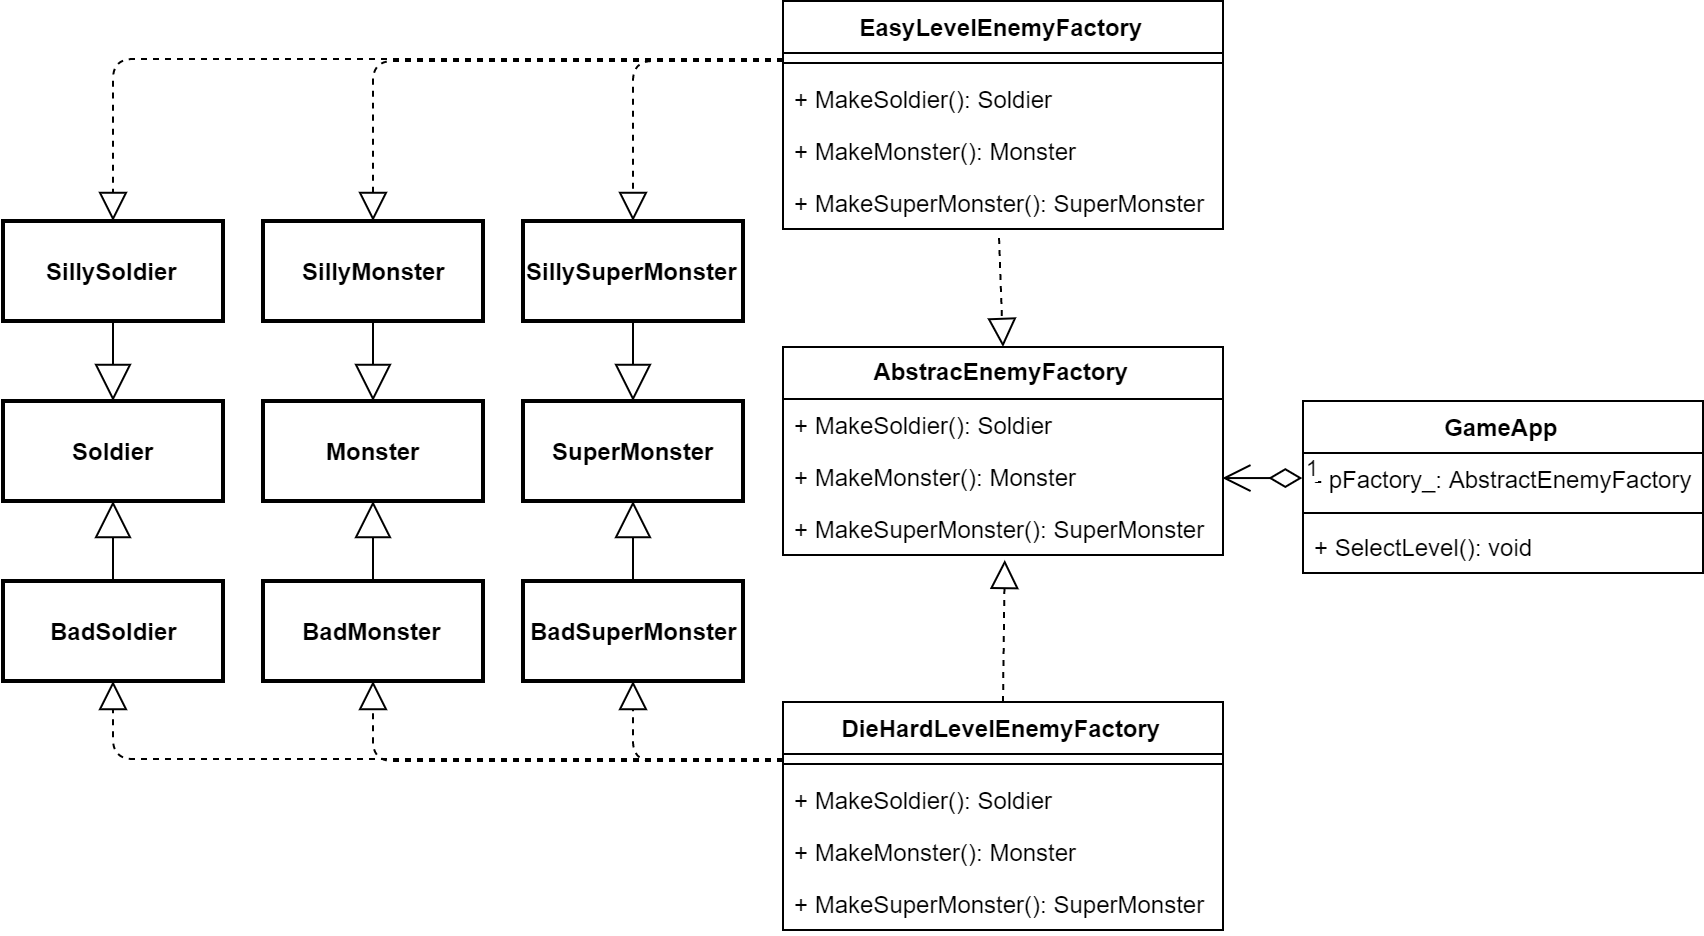 EasyLevelEnemyFactory
+ MakeSoldier(): Soldier
+ MakeMonster(): Monster
+ MakeSuperMonster(): SuperMonster
SillySoldier
SillyMonster
SillySuperMonster
AbstracEnemyFactory
+ MakeSoldier(): Soldier
+ MakeMonster(): Monster
+ MakeSuperMonster(): SuperMonster
GameApp
1
- pFactory_: AbstractEnemyFactory
+ SelectLevel(): void
Soldier
Monster
SuperMonster
BadSoldier
BadMonster
BadSuperMonster
DieHardLevelEnemyFactory
+ MakeSoldier(): Soldier
+ MakeMonster(): Monster
+ MakeSuperMonster(): SuperMonster